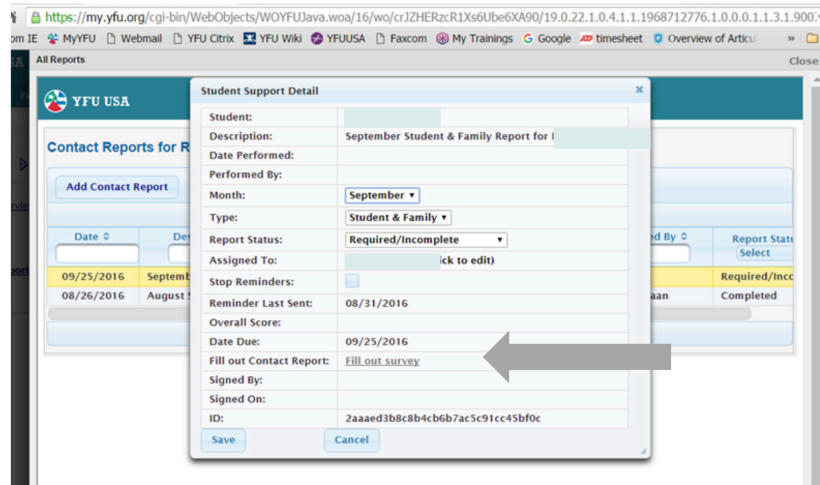 https://my.yfu.org/cgi-bin/WebObjects/WOYFUJava.woa/16/wo/crJZHERzcR1Xs6Ube6XA90/19.0.22.1.0.4.1.1.1968712776.1.0.0.0.1.1.3.1.900
om IE MyYFU Webmail YFU Citrix YFU Wiki YFUUSA Faxcom My Trainings Google timesheet Overview of Articul »
All Reports Close
YFU USA
Contact Reports for R
Add Contact Report
Date Des ed By Report Statu
Select
09/25/2016 Septemb Required/Inco
08/26/2016 August S aan Completed
Student Support Detail ×
Student:
Description: September Student & Family Report for
Date Performed:
Performed By:
Month: September
Type: Student & Family
Report Status: Required/Incomplete
Assigned To: ick to edit)
Stop Reminders:
Reminder Last Sent: 08/31/2016
Overall Score:
Date Due: 09/25/2016
Fill out Contact Report: Fill out survey
Signed By:
Signed On:
ID: 2aaaed3b8c8b4cb6b7ac5c91cc45bf0c
Save Cancel